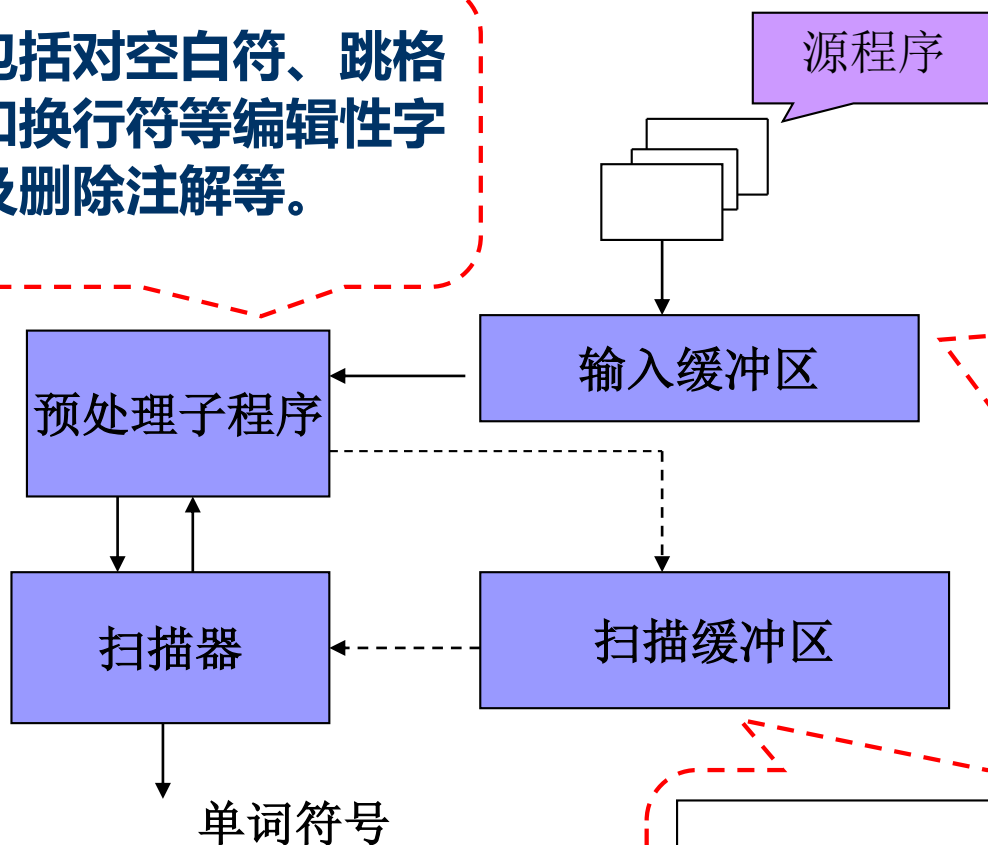 包括对空白符、跳格
和换行符等编辑性字
及删除注解等。
源程序
输入缓冲区
预处理子程序
扫描器
扫描缓冲区
单词符号